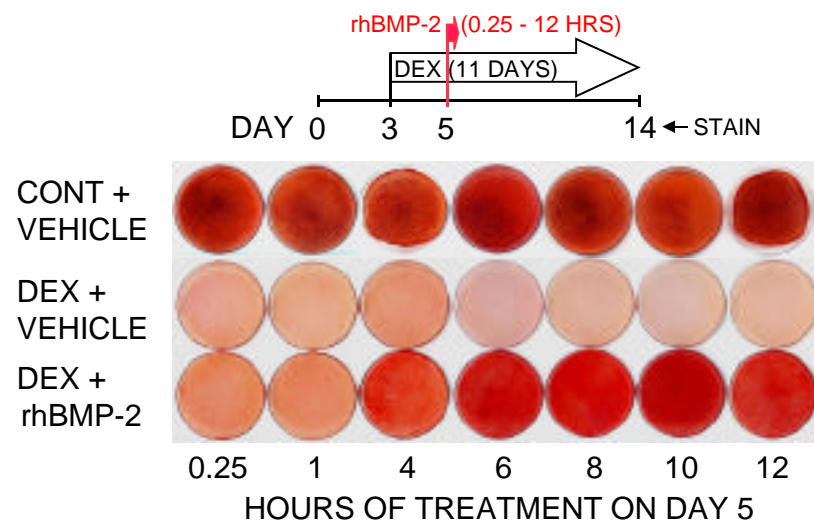 rhBMP-2 (0.25 - 12 HRS)
DEX (11 DAYS)
DAY 0 3 5 14 ← STAIN
CONT +
VEHICLE
DEX +
VEHICLE
DEX +
rhBMP-2
0.25 1 4 6 8 10 12
HOURS OF TREATMENT ON DAY 5